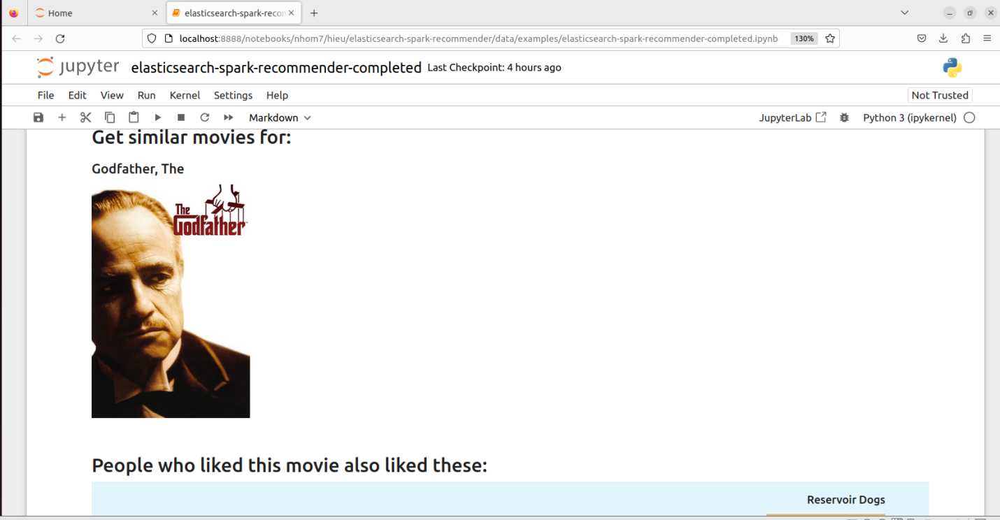 Home
elasticsearch-spark-recon
localhost:8888/notebooks/nhom7/hieu/elasticsearch-spark-recommender/data/examples/elasticsearch-spark-recommender-completed.ipynb 130%
jupyter elasticsearch-spark-recommender-completed Last Checkpoint: 4 hours ago
File Edit View Run Kernel Settings Help Not Trusted
Markdown JupyterLab Python 3 (ipykernel)
Get similar movies for:
Godfather, The
The
Godfather
People who liked this movie also liked these:
Reservoir Dogs